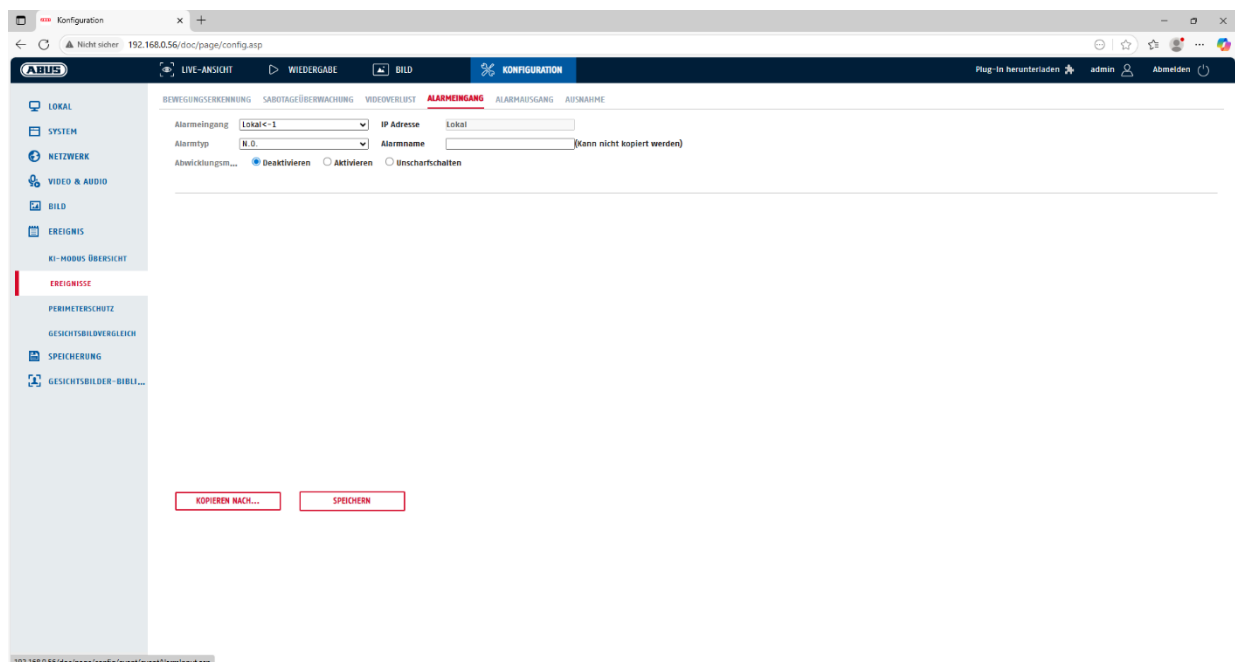 Konfiguration
Nicht sicher 192.168.0.56/doc/page/config.asp
ABUS LIVE-ANSICHT WIEDERGABE BILD KONFIGURATION Plug-In herunterladen admin Abmelden
LOKAL
SYSTEM
NETZWERK
VIDEO & AUDIO
BILD
EREIGNIS
KI-MODUS ÜBERSICHT
EREIGNISSE
PERIMETERSCHUTZ
GESICHTSBILDVERGLEICH
SPEICHERUNG
GESICHTSBILDER-BIBLI...
BEWEGUNGSERKENNUNG SABOTAGEÜBERWACHUNG VIDEOVERLUST ALARMEINGANG ALARMAUSGANG AUSNAHME
Alarmeingang Lokal<-1 IP Adresse Lokal
Alarmtyp N.O. Alarmname (Kann nicht kopiert werden)
Abwicklungsm... Deaktivieren Aktivieren Unscharfschalten
KOPIEREN NACH... SPEICHERN